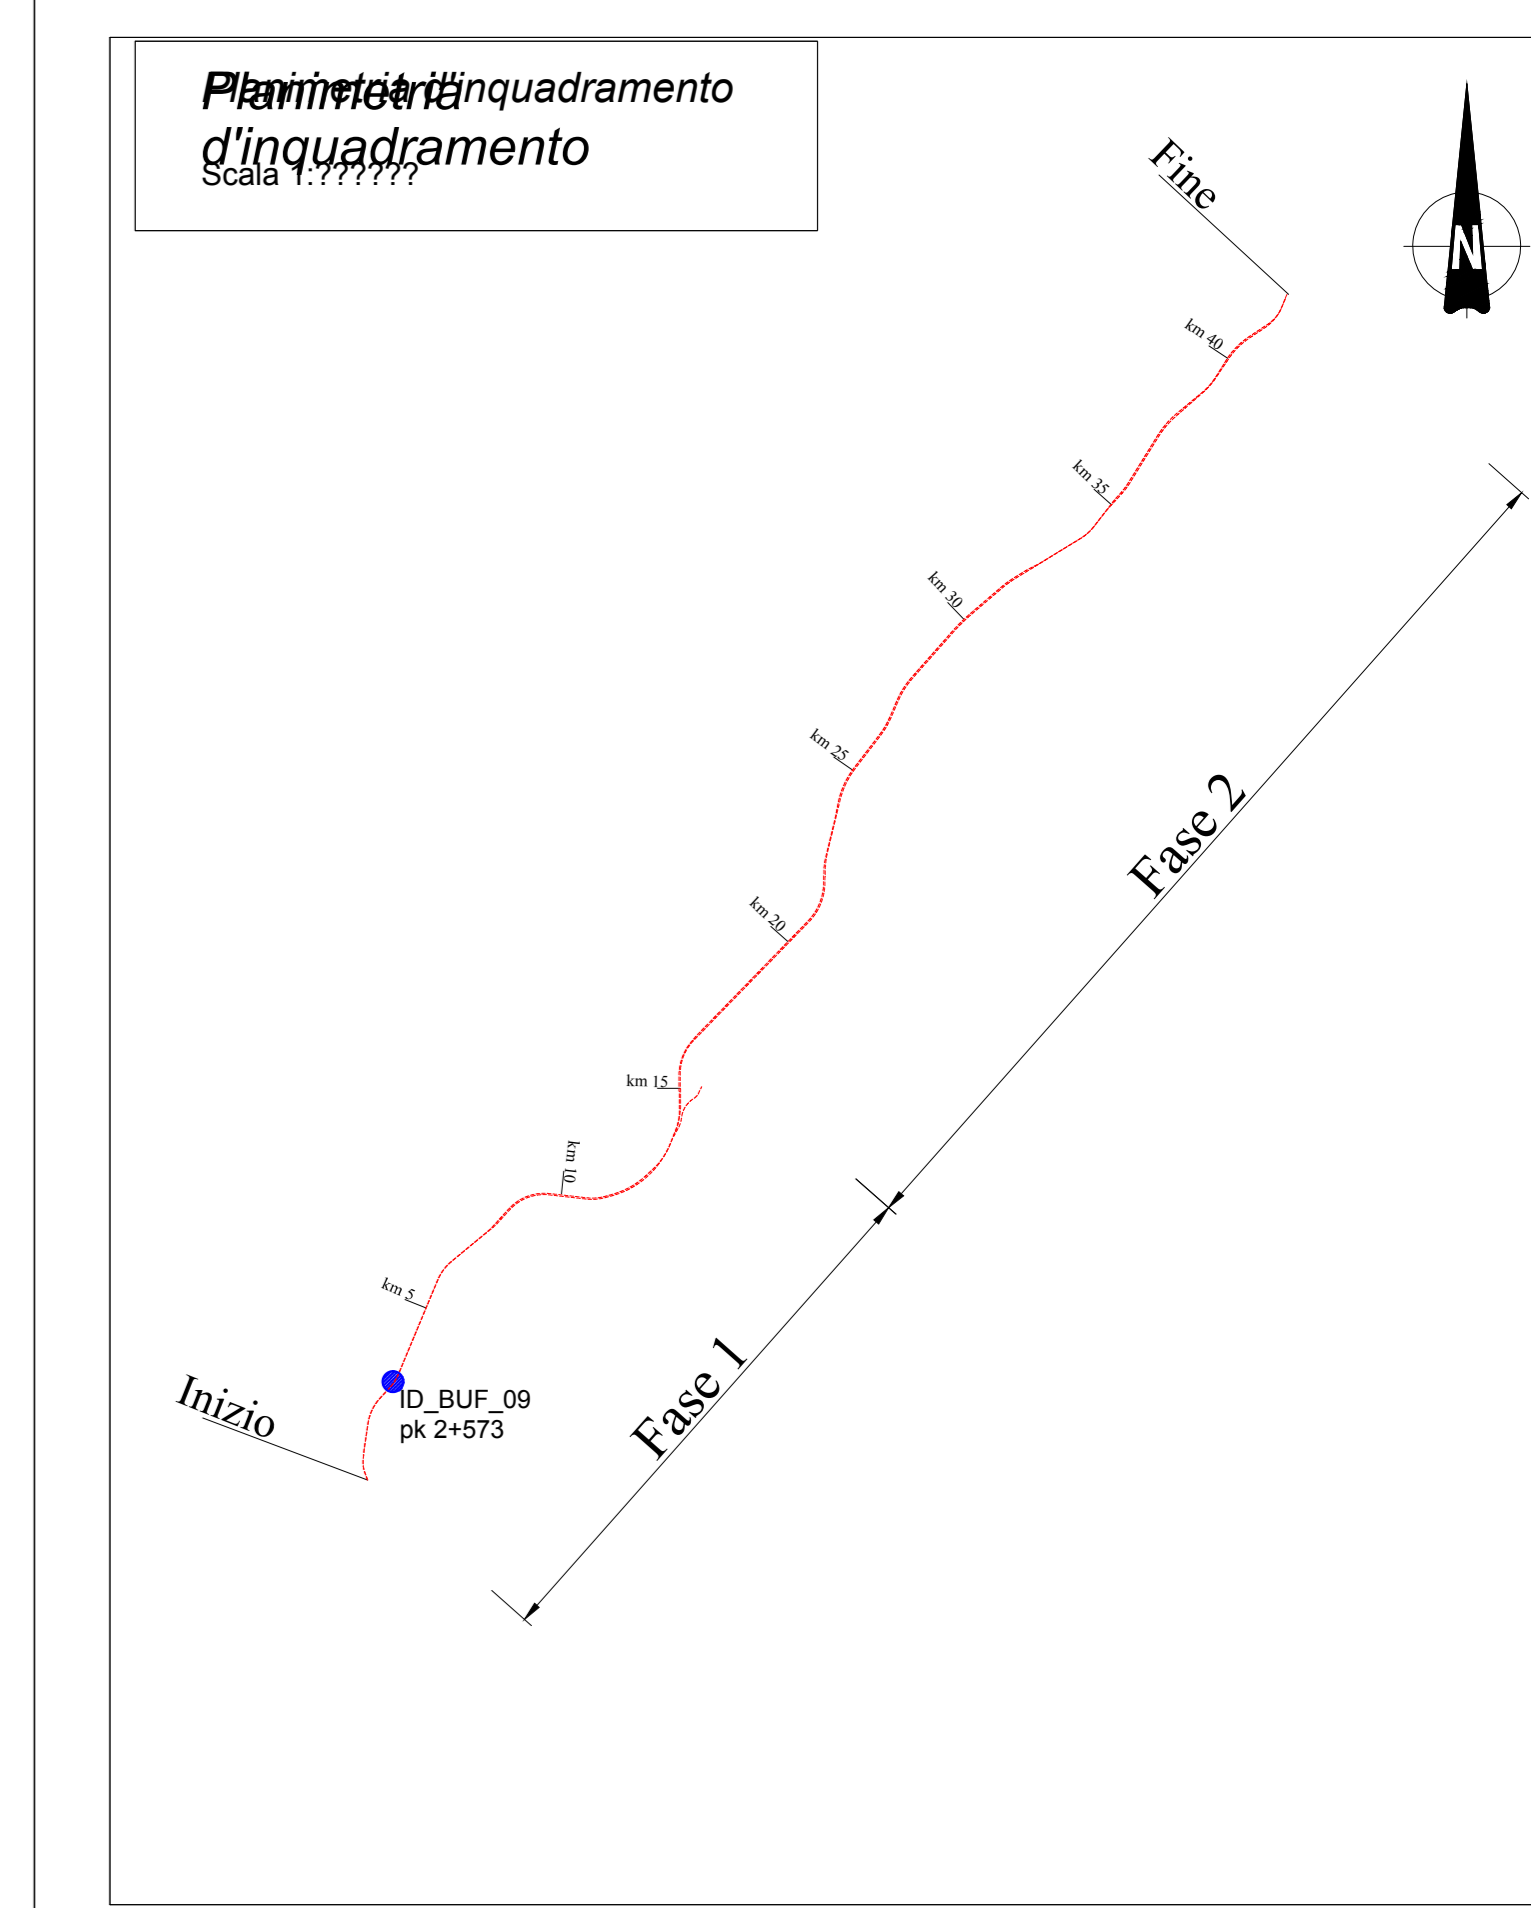 Planimetria d'inquadramento
Planimetria
d'inquadramento
Scala 1:??????
Fine
N
km 40
km 35
km 30
km 25
Fase 2
km 20
km 15
km 10
km 5
Fase 1
Inizio
ID_BUF_09
pk 2+573